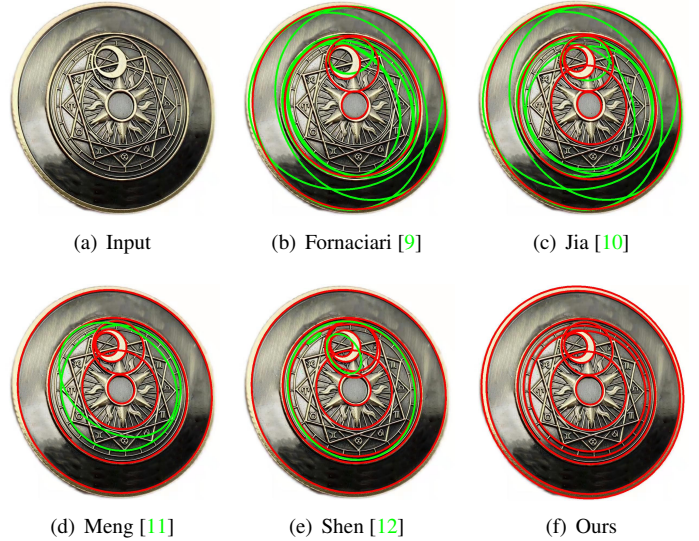 (a) Input
(b) Fornaciari [9]
(c) Jia [10]
(d) Meng [11]
(e) Shen [12]
(f) Ours